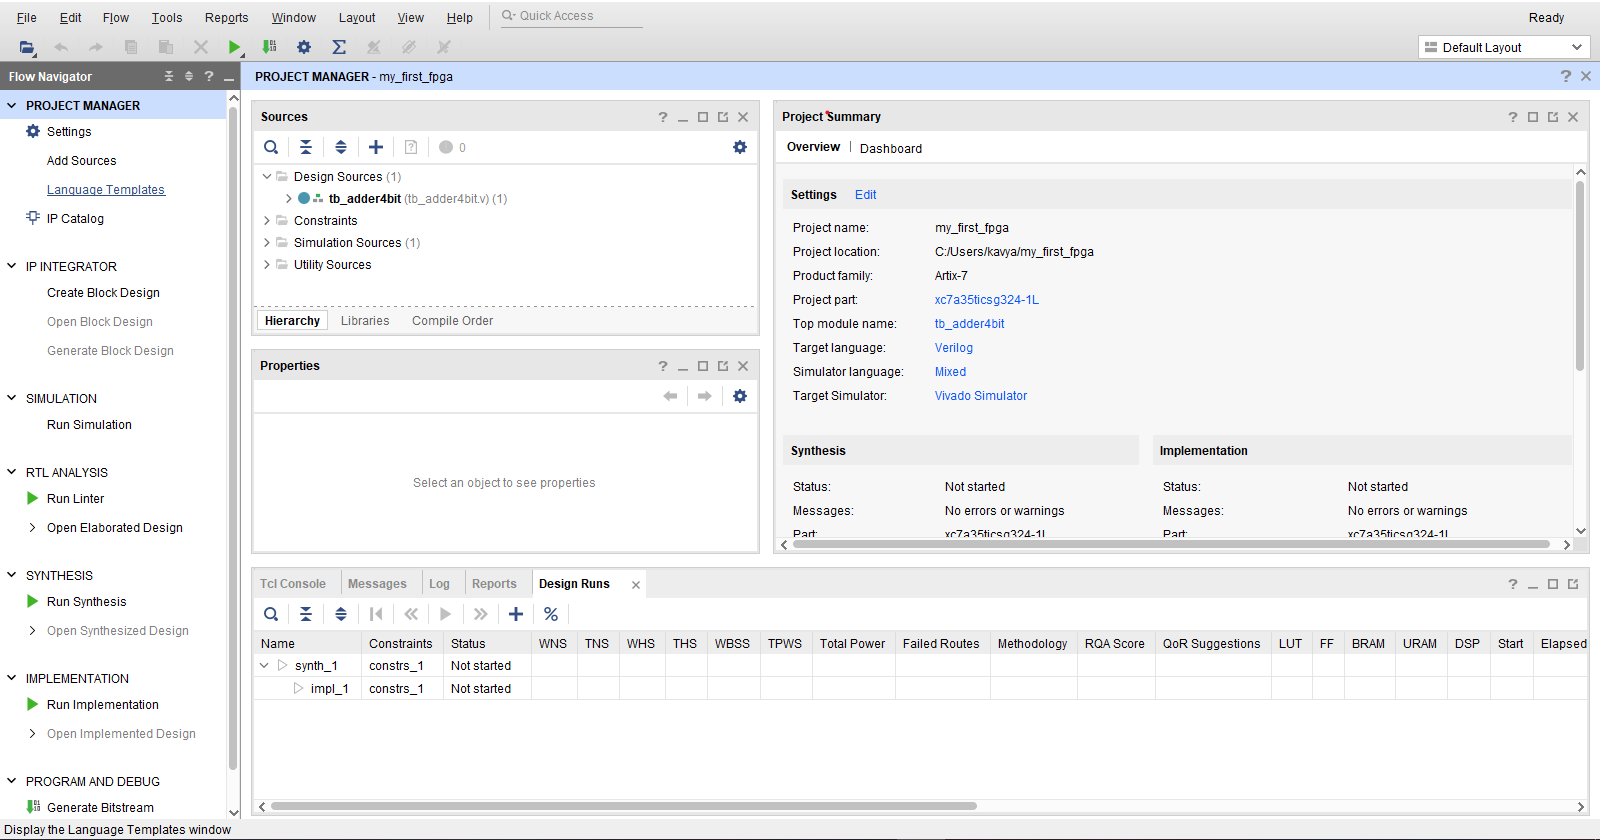 File Edit Flow Tools Reports Window Layout View Help Quick Access Ready
Default Layout
Flow Navigator
PROJECT MANAGER
Settings
Add Sources
Language Templates
IP Catalog
IP INTEGRATOR
Create Block Design
Open Block Design
Generate Block Design
SIMULATION
Run Simulation
RTL ANALYSIS
Run Linter
Open Elaborated Design
SYNTHESIS
Run Synthesis
Open Synthesized Design
IMPLEMENTATION
Run Implementation
Open Implemented Design
PROGRAM AND DEBUG
Generate Bitstream
PROJECT MANAGER - my_first_fpga
Sources
0
Design Sources (1)
tb_adder4bit (tb_adder4bit.v) (1)
Constraints
Simulation Sources (1)
Utility Sources
Hierarchy Libraries Compile Order
Properties
Select an object to see properties
Project Summary
Overview | Dashboard
Settings Edit
Project name: my_first_fpga
Project location: C:/Users/kavya/my_first_fpga
Product family: Artix-7
Project part: xc7a35ticsg324-1L
Top module name: tb_adder4bit
Target language: Verilog
Simulator language: Mixed
Target Simulator: Vivado Simulator
Synthesis Implementation
Status: Not started Status: Not started
Messages: No errors or warnings Messages: No errors or warnings
Part: xc7a35ticsg324-1L Part: xc7a35ticsg324-1L
Tcl Console Messages Log Reports Design Runs
Name Constraints Status WNS TNS WHS THS WBSS TPWS Total Power Failed Routes Methodology RQA Score QoR Suggestions LUT FF BRAM URAM DSP Start Elapsed
synth_1 constrs_1 Not started
impl_1 constrs_1 Not started
Display the Language Templates window